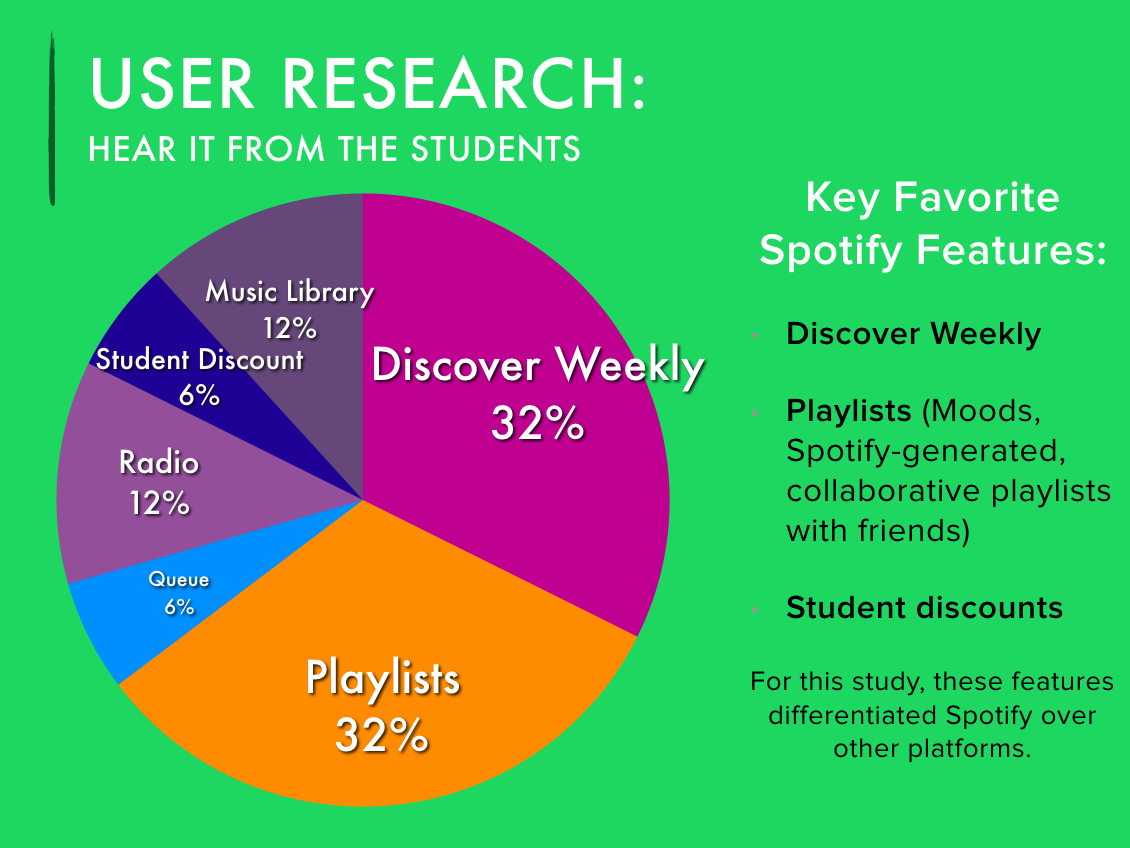 USER RESEARCH:
HEAR IT FROM THE STUDENTS
Music Library
12%
Discover Weekly
32%
Student Discount
6%
Radio
12%
Queue
6%
Playlists
32%
Key Favorite
Spotify Features:
Discover Weekly
Playlists (Moods,
Spotify-generated,
collaborative playlists
with friends)
Student discounts
For this study, these features
differentiated Spotify over
other platforms.